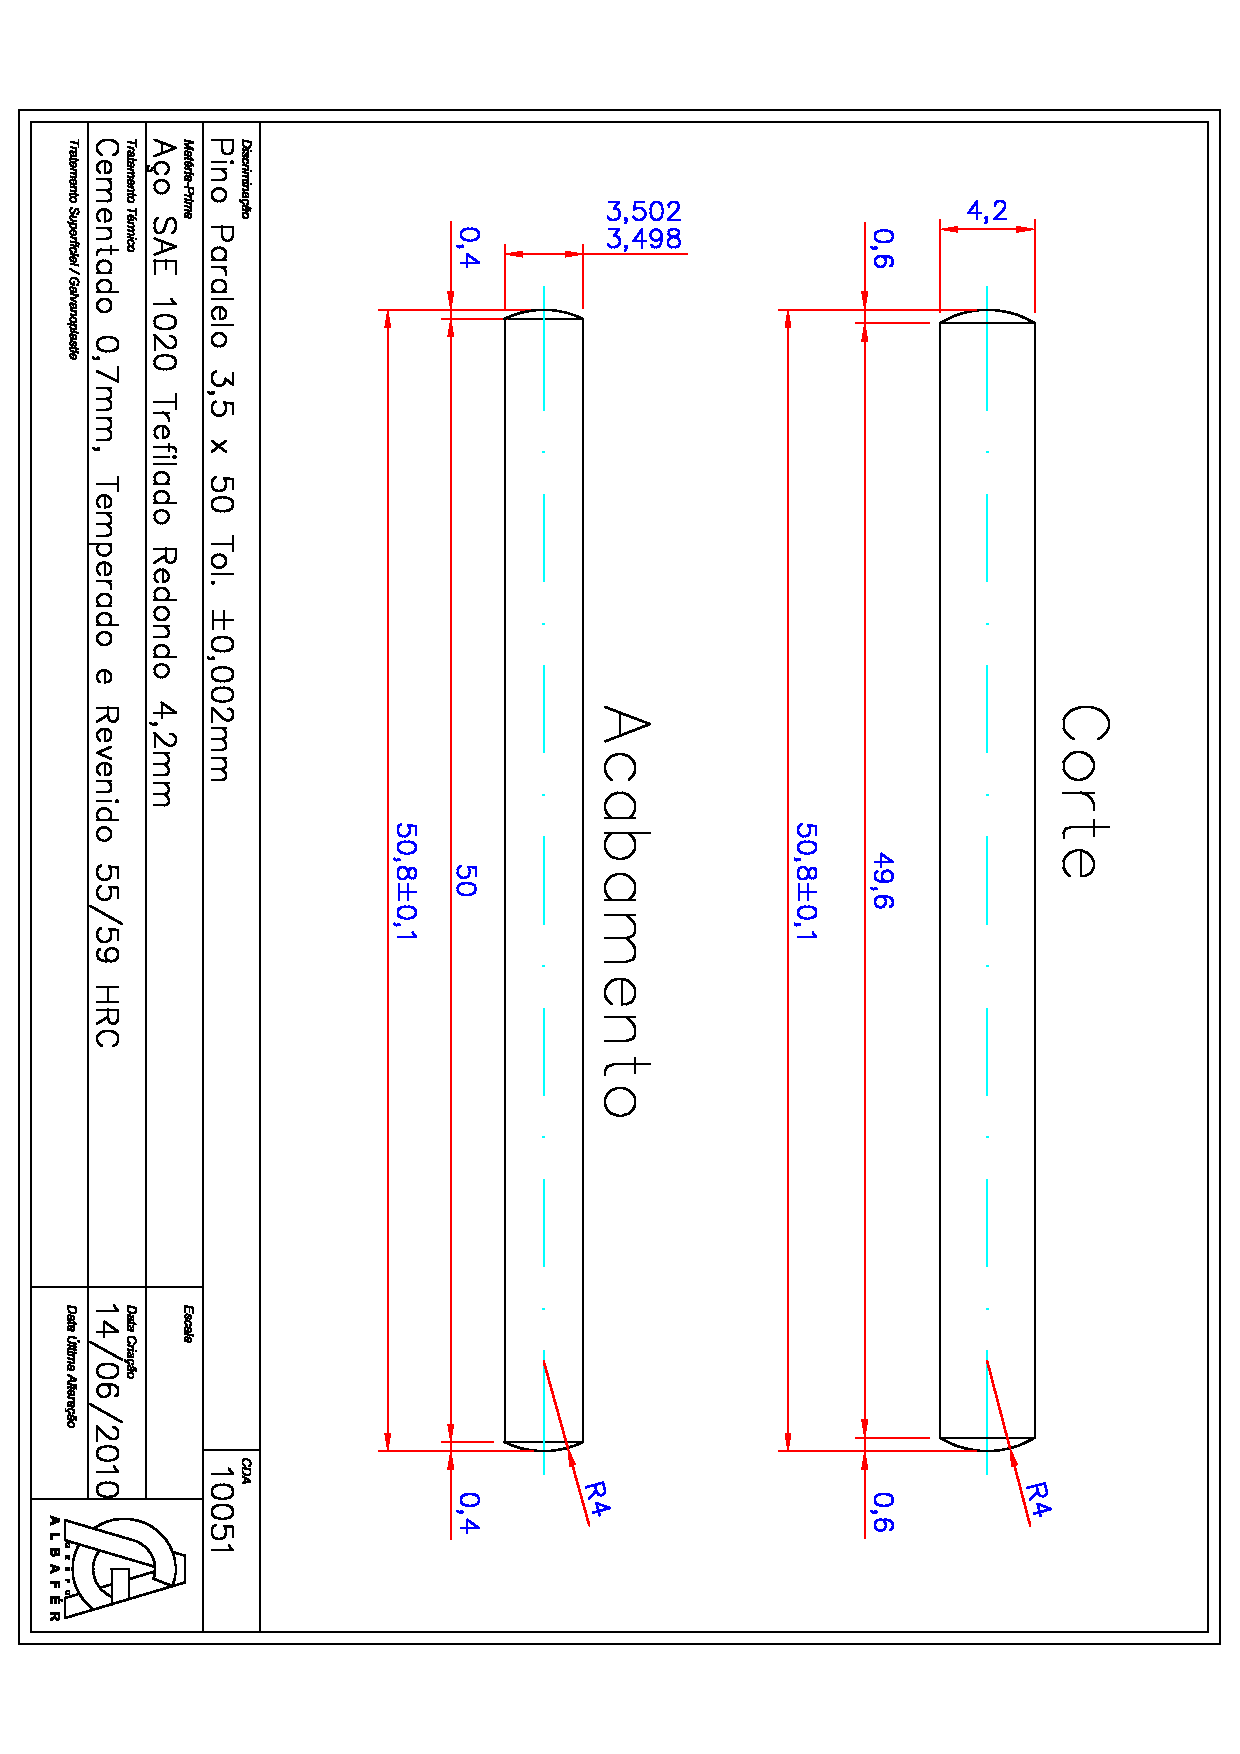 Corte
4,2
0,6
49,6
0,6
50,8±0,1
R4
Acabamento
3,502
3,498
0,4
50
0,4
50,8±0,1
R4
Discriminação
Pino Paralelo 3,5 x 50 Tol. ±0,002mm
CDA
10051
Matéria-Prima
Aço SAE 1020 Trefilado Redondo 4,2mm
Escala
Tratamento Térmico
Cementado 0,7mm, Temperado e Revenido 55/59 HRC
Data Criação
14/06/2010
Tratamento Superficial / Galvanoplastia
Data Última Alteração
GRUPO
ALBAFÉR